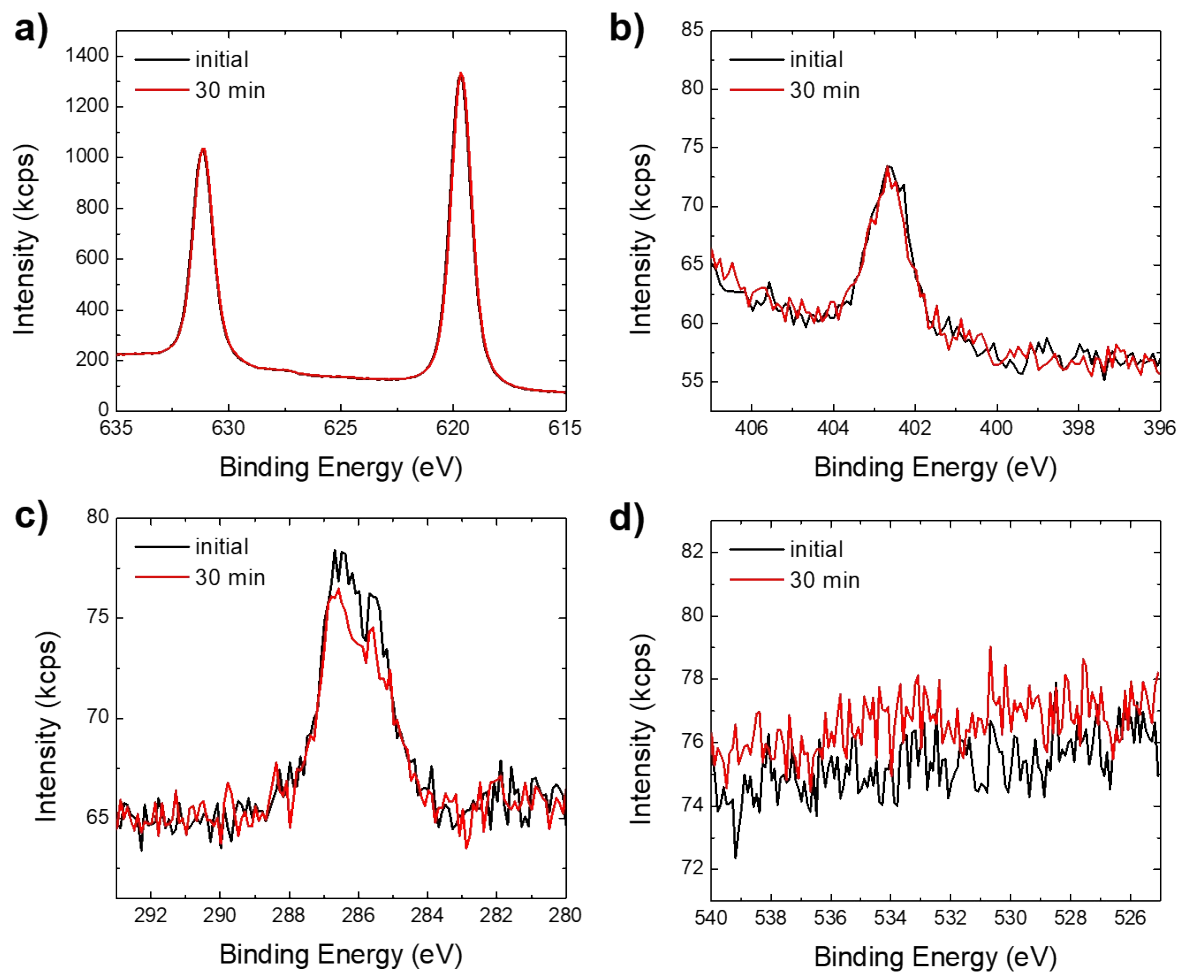 a)
initial
30 min
1400
1200
1000
800
600
400
200
0
635 630 625 620 615
Intensity (kcps)
Binding Energy (eV)
b)
initial
30 min
85
80
75
70
65
60
55
406 404 402 400 398 396
Intensity (kcps)
Binding Energy (eV)
c)
initial
30 min
80
75
70
65
292 290 288 286 284 282 280
Intensity (kcps)
Binding Energy (eV)
d)
initial
30 min
82
80
78
76
74
72
540 538 536 534 532 530 528 526
Intensity (kcps)
Binding Energy (eV)